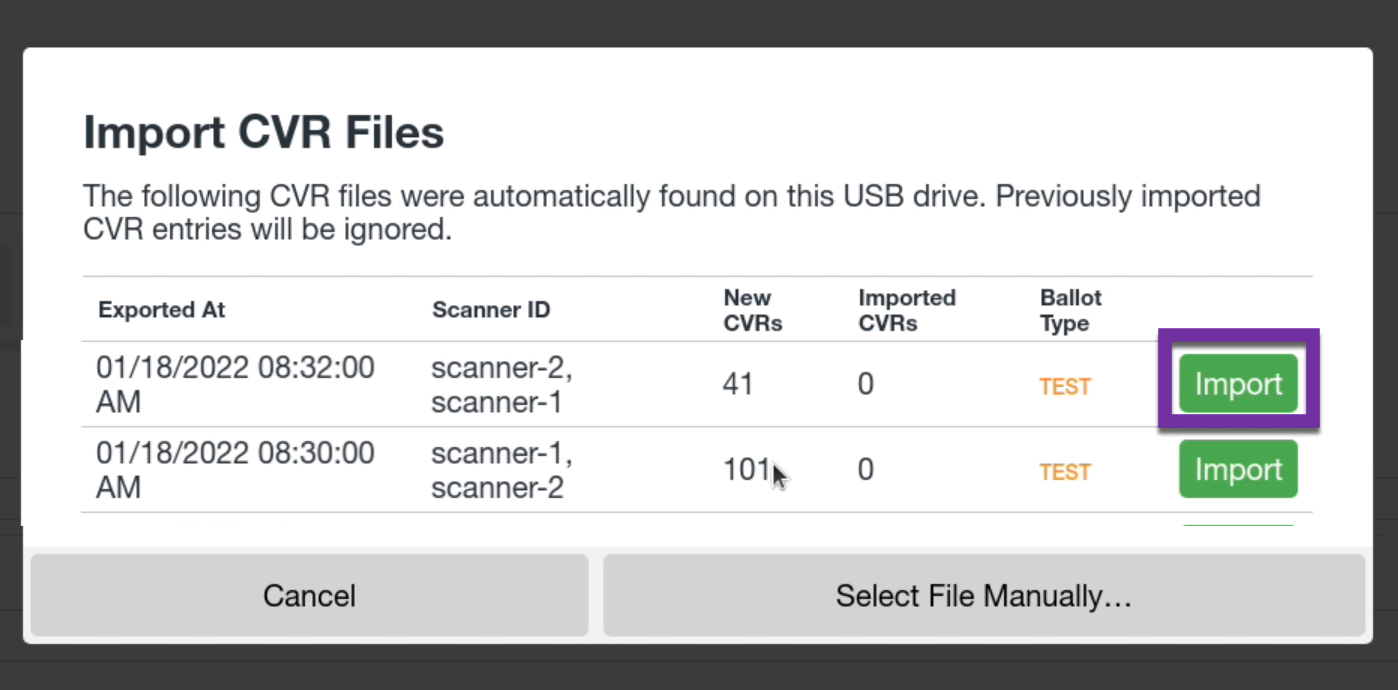 Import CVR Files
The following CVR files were automatically found on this USB drive. Previously imported
CVR entries will be ignored.
Exported At Scanner ID New CVRs Imported CVRs Ballot Type
01/18/2022 08:32:00 AM scanner-2, scanner-1 41 0 TEST Import
01/18/2022 08:30:00 AM scanner-1, scanner-2 101 0 TEST Import
Cancel Select File Manually…